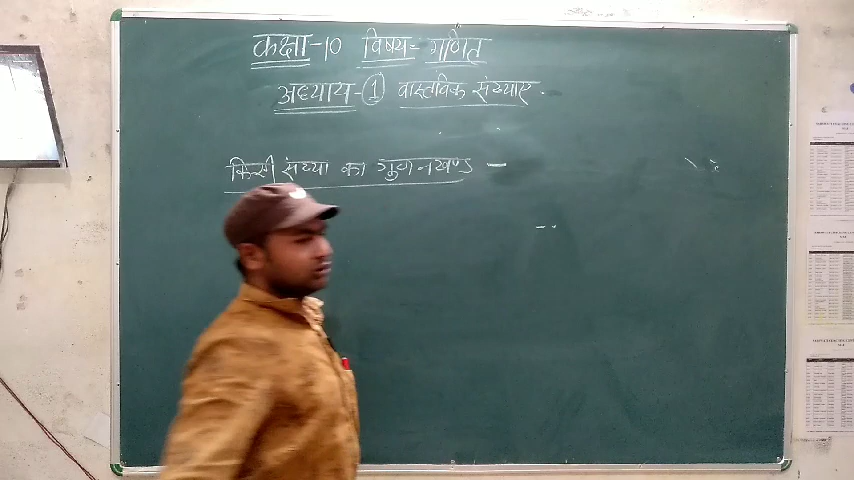 कक्षा-10 विषय- गणित
अध्याय-1 वास्तविक संख्याए.
किसी संख्या का गुणनखण्ड -